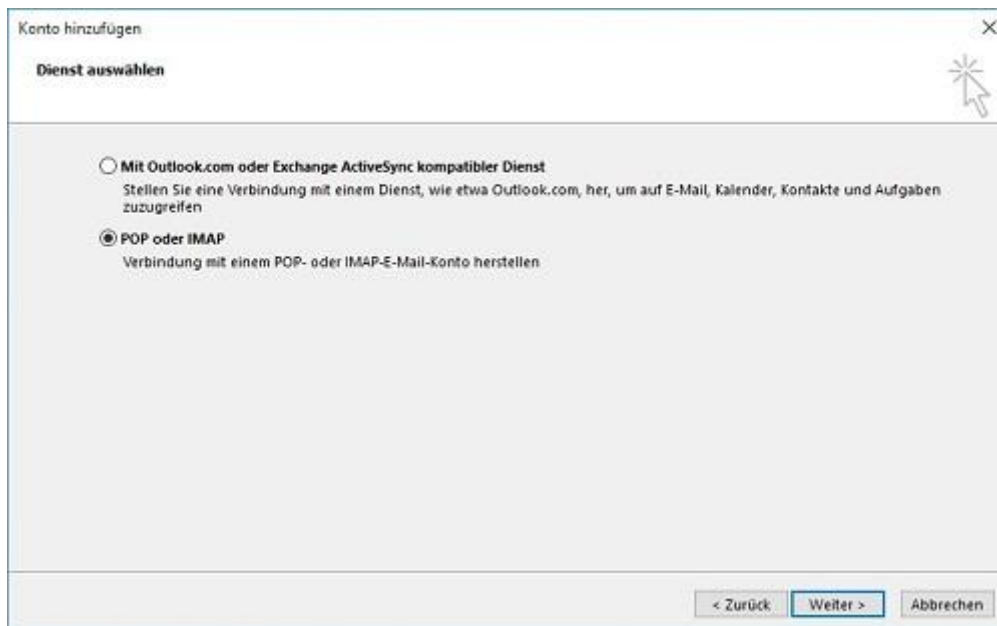 Konto hinzufügen
Dienst auswählen
Mit Outlook.com oder Exchange ActiveSync kompatibler Dienst
Stellen Sie eine Verbindung mit einem Dienst, wie etwa Outlook.com, her, um auf E-Mail, Kalender, Kontakte und Aufgaben
zuzugreifen
POP oder IMAP
Verbindung mit einem POP- oder IMAP-E-Mail-Konto herstellen
< Zurück Weiter > Abbrechen